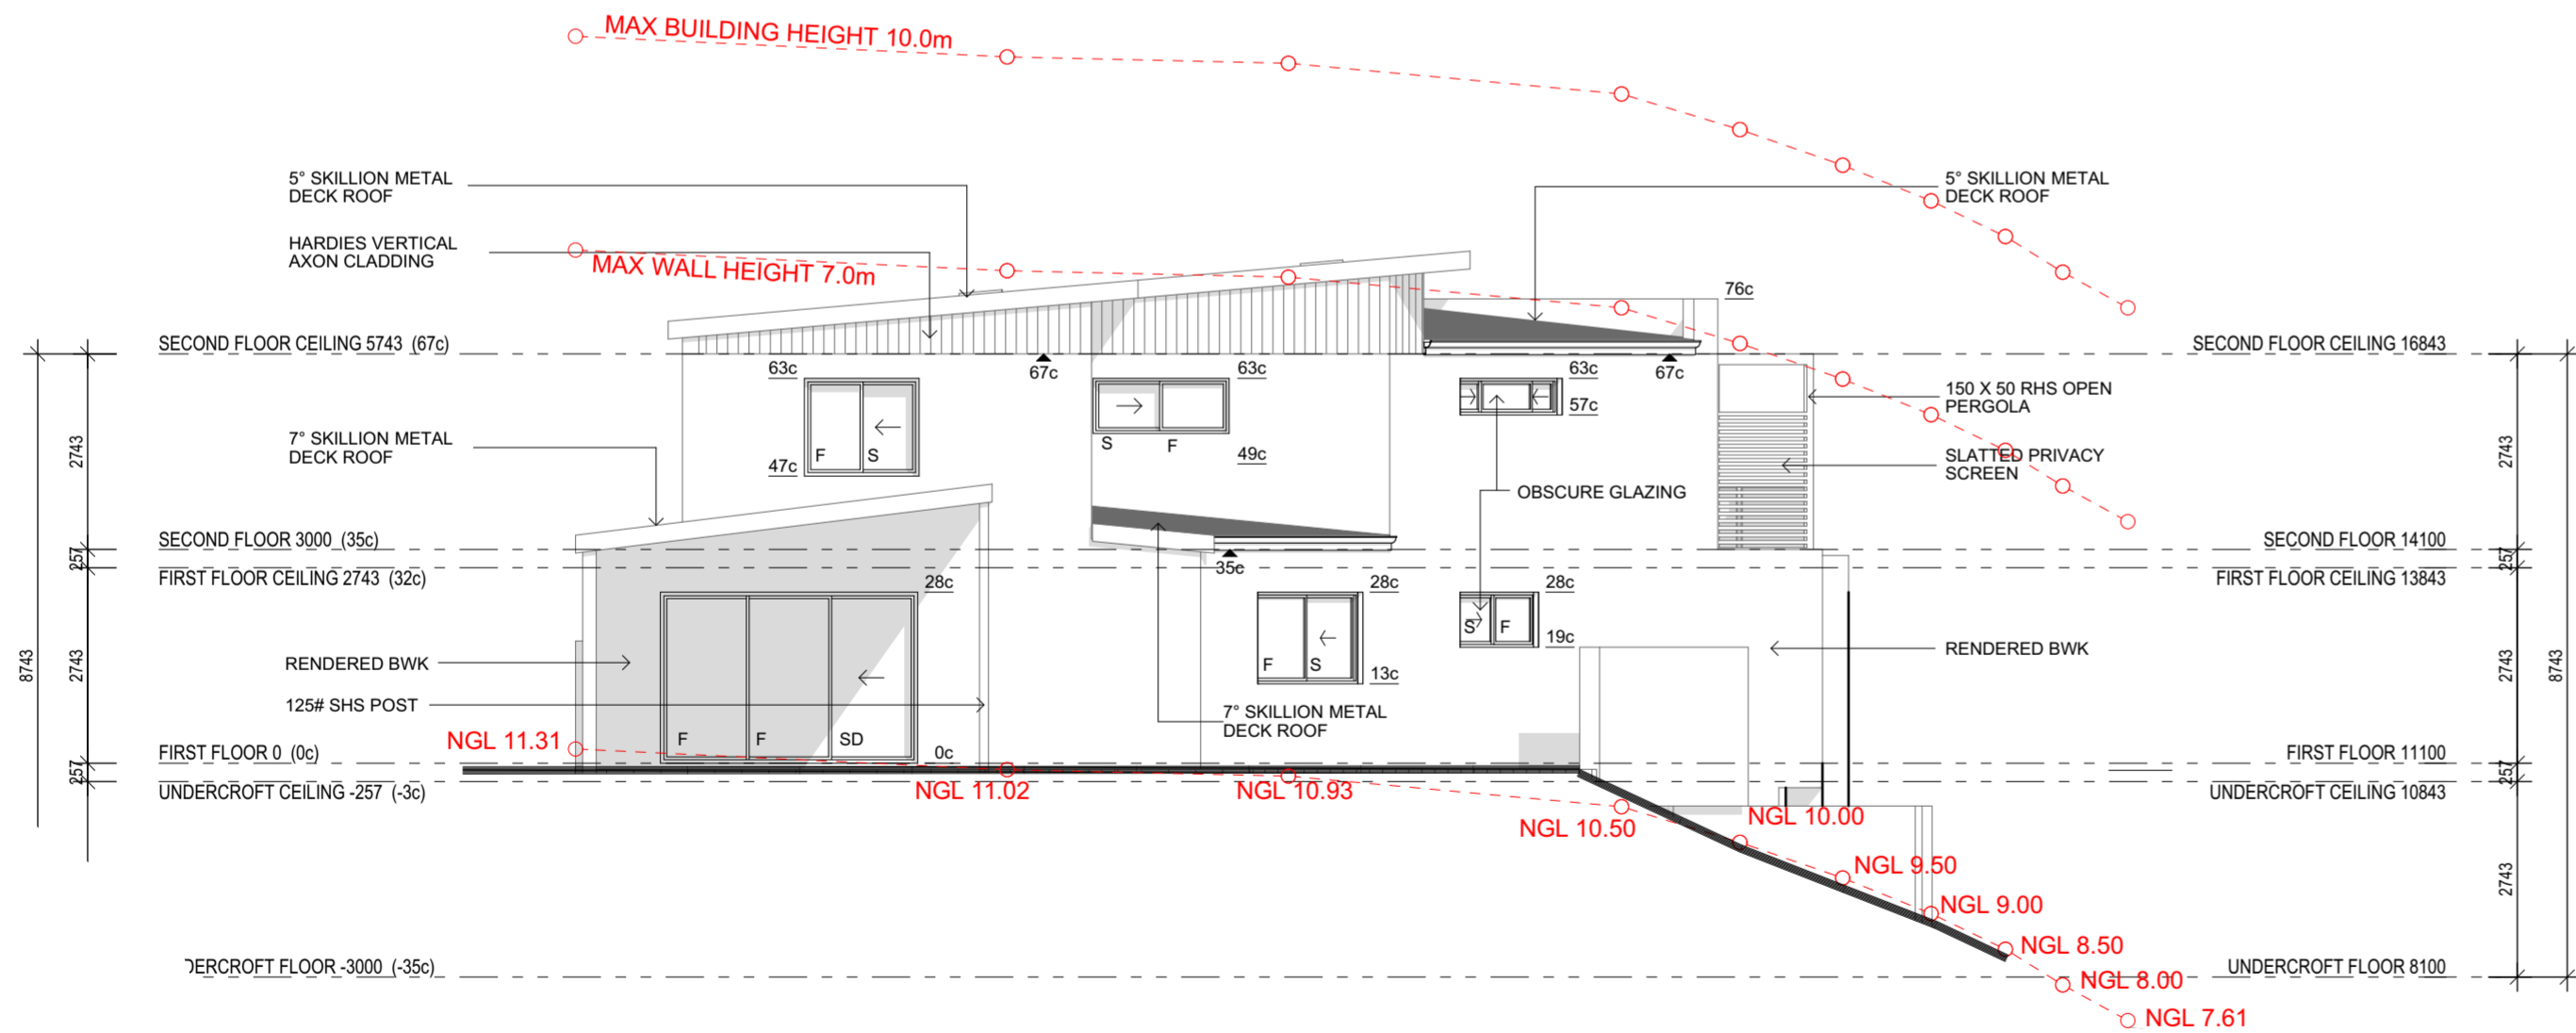 MAX BUILDING HEIGHT 10.0m
5° SKILLION METAL
DECK ROOF
5° SKILLION METAL
DECK ROOF
HARDIES VERTICAL
AXON CLADDING
MAX WALL HEIGHT 7.0m
76c
SECOND FLOOR CEILING 5743 (67c)
SECOND FLOOR CEILING 16843
63c
67c
63c
63c
67c
57c
150 X 50 RHS OPEN
PERGOLA
7° SKILLION METAL
DECK ROOF
2743
S
F
F
S
47c
49c
SLATTED PRIVACY
SCREEN
2743
OBSCURE GLAZING
SECOND FLOOR 3000 (35c)
SECOND FLOOR 14100
257
257
35c
FIRST FLOOR CEILING 2743 (32c)
FIRST FLOOR CEILING 13843
28c
28c
28c
S
F
19c
RENDERED BWK
RENDERED BWK
8743
2743
F
S
13c
2743
8743
125# SHS POST
7° SKILLION METAL
DECK ROOF
NGL 11.31
F
F
SD
0c
FIRST FLOOR 0 (0c)
FIRST FLOOR 11100
257
257
UNDERCROFT CEILING -257 (-3c)
NGL 11.02
NGL 10.93
UNDERCROFT CEILING 10843
NGL 10.50
NGL 10.00
NGL 9.50
2743
NGL 9.00
NGL 8.50
DERCROFT FLOOR -3000 (-35c)
UNDERCROFT FLOOR 8100
NGL 8.00
NGL 7.61